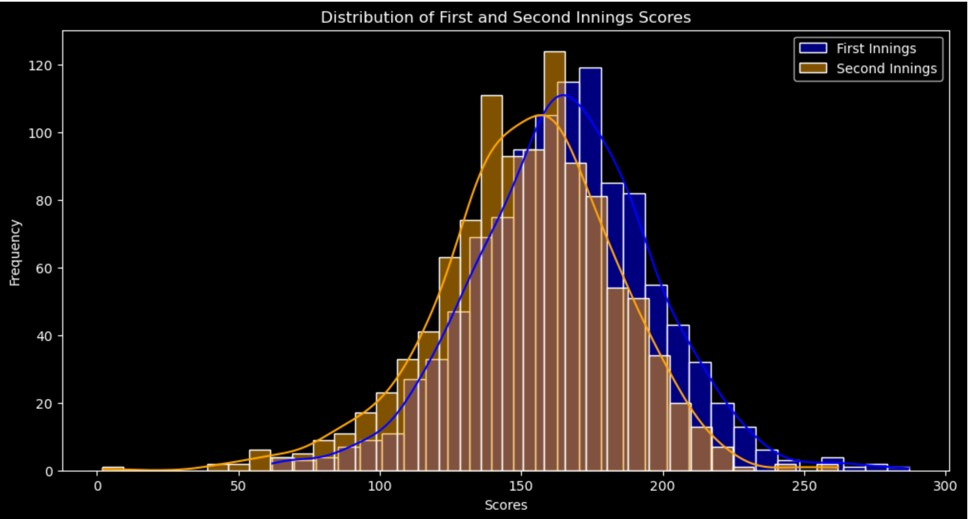 Distribution of First and Second Innings Scores
First Innings
Second Innings
Frequency
120
100
80
60
40
20
0
0 50 100 150 200 250 300
Scores